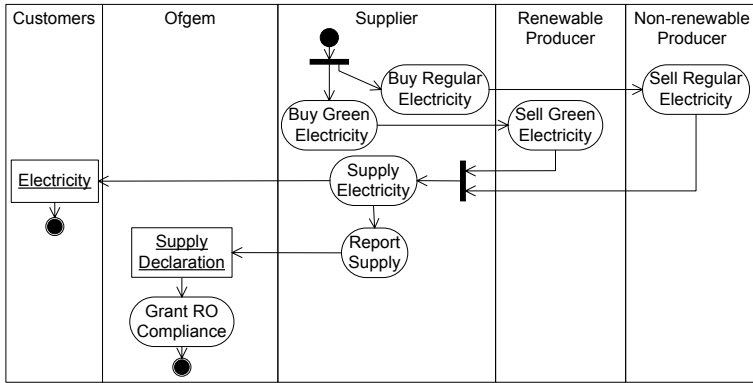 Customers
Ofgem
Supplier
Renewable
Producer
Non-renewable
Producer
Buy Regular
Electricity
Sell Regular
Electricity
Buy Green
Electricity
Sell Green
Electricity
Electricity
Supply
Electricity
Supply
Declaration
Report
Supply
Grant RO
Compliance